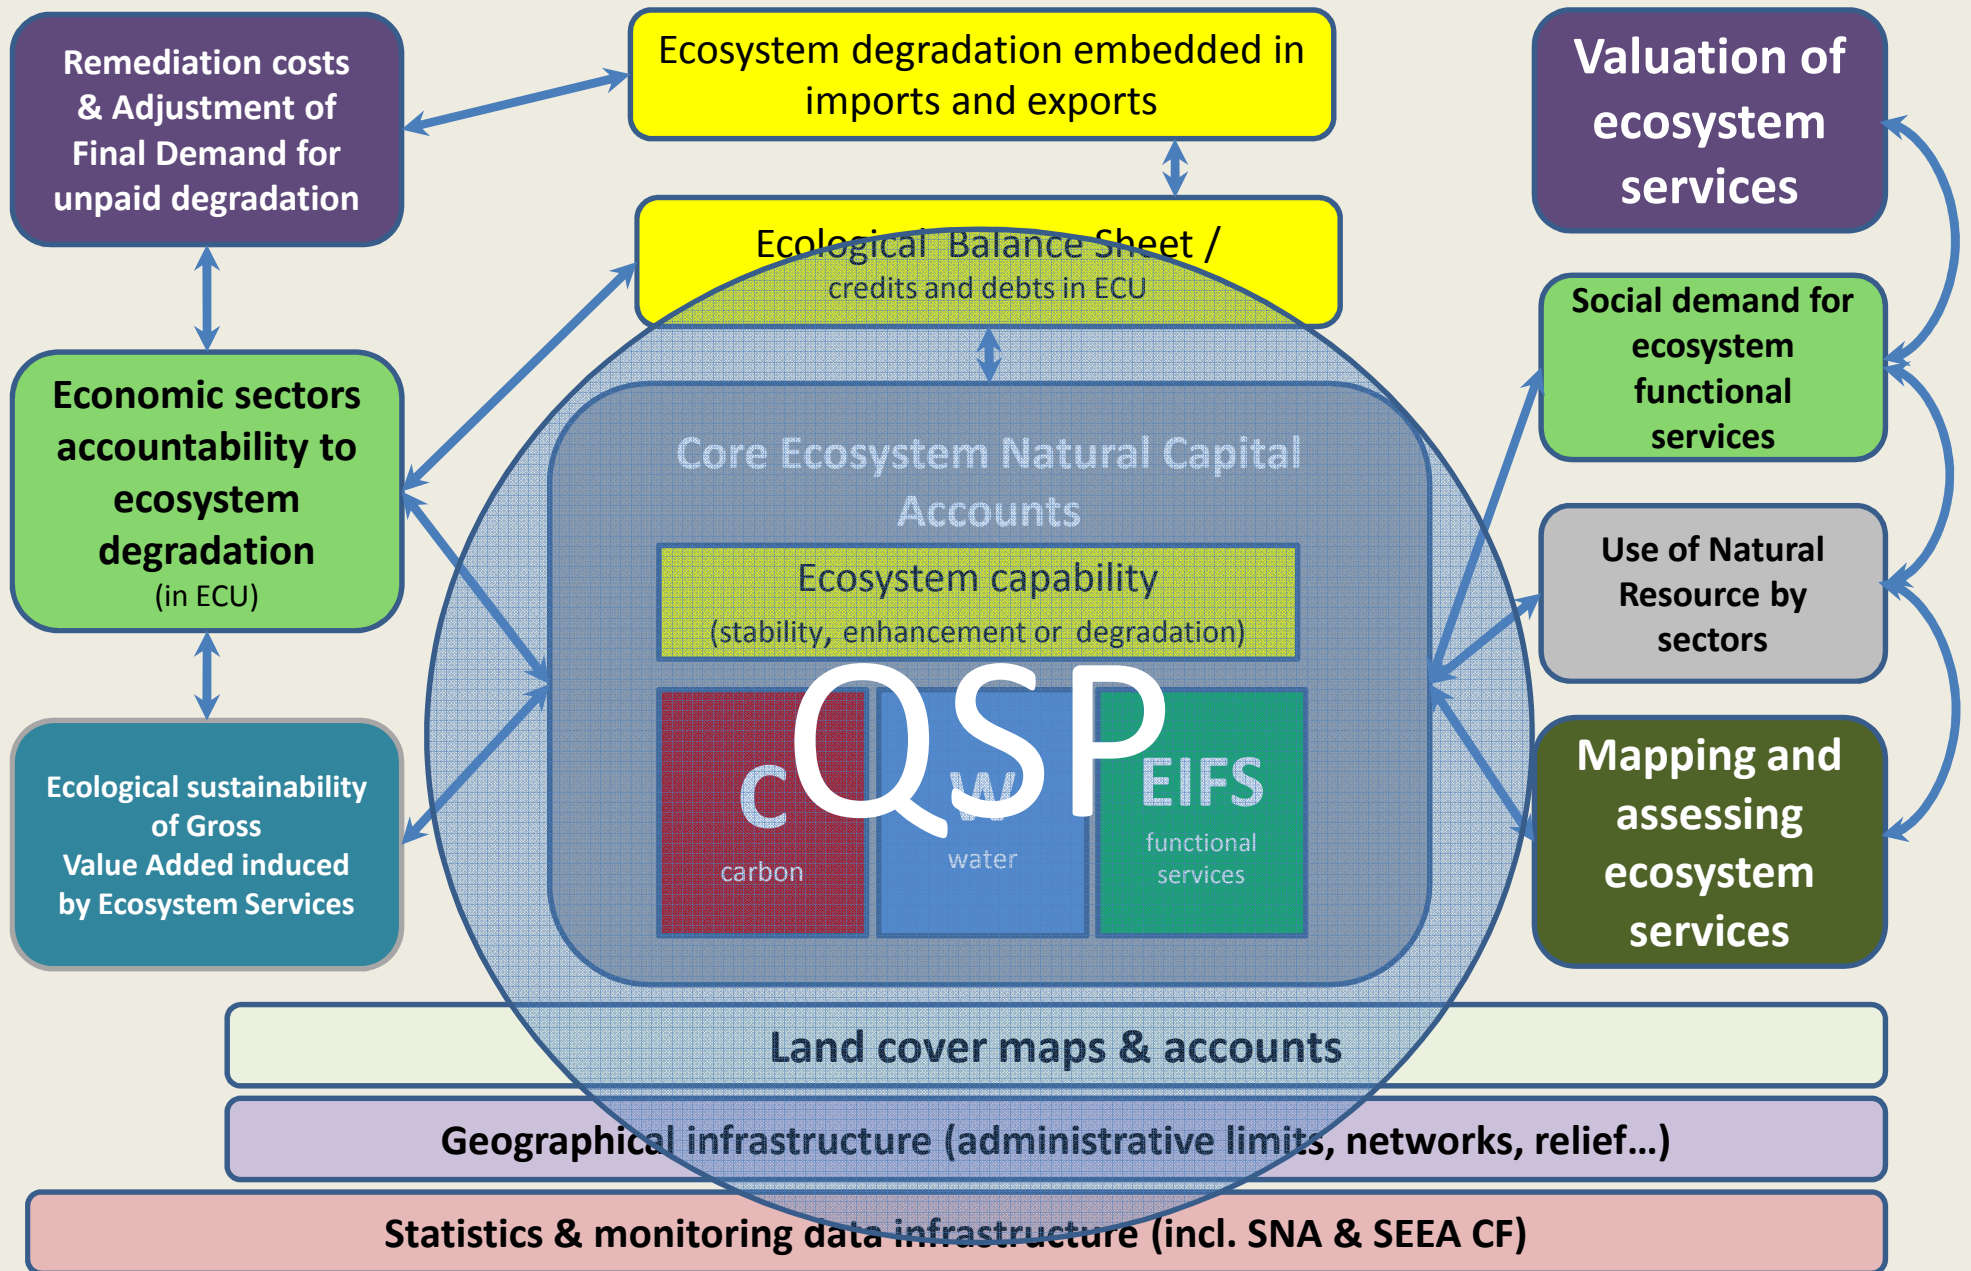 Remediation costs
& Adjustment of
Final Demand for
unpaid degradation
Ecosystem degradation embedded in
imports and exports
Valuation of
ecosystem
services
Ecological Balance Sheet /
credits and debts in ECU
Social demand for
ecosystem
functional
services
Economic sectors
accountability to
ecosystem
degradation
(in ECU)
Core Ecosystem Natural Capital
Accounts
Ecosystem capability
(stability, enhancement or degradation)
Use of Natural
Resource by
sectors
QSP
C
carbon
W
water
EIFS
functional
services
Ecological sustainability
of Gross
Value Added induced
by Ecosystem Services
Mapping and
assessing
ecosystem
services
Land cover maps & accounts
Geographical infrastructure (administrative limits, networks, relief…)
Statistics & monitoring data infrastructure (incl. SNA & SEEA CF)